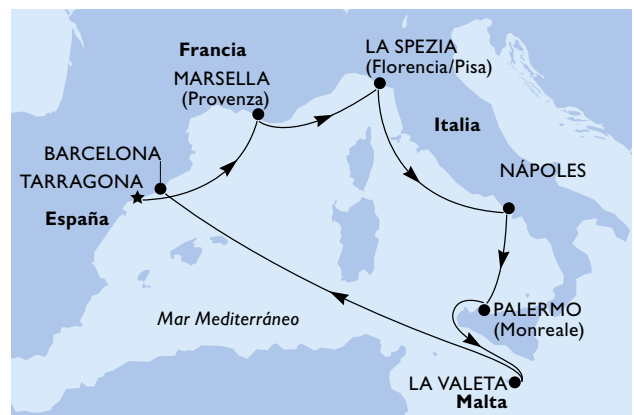 Francia
LA SPEZIA
(Florencia/Pisa)
MARSELLA
(Provenza)
Italia
BARCELONA
TARRAGONA
NÁPOLES
España
PALERMO
(Monreale)
Mar Mediterráneo
LA VALETA
Malta